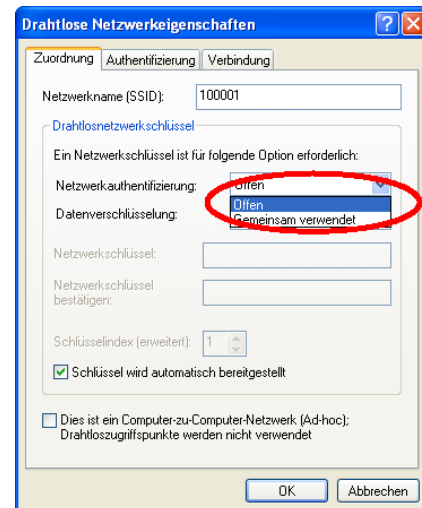 Drahtlose Netzwerkeigenschaften
Zuordnung Authentifizierung Verbindung
Netzwerkname (SSID): 100001
Drahtlosnetzwerkschlüssel
Ein Netzwerkschlüssel ist für folgende Option erforderlich:
Netzwerkauthentifizierung: Offen
Offen
Datenverschlüsselung: Gemeinsam verwendet
Netzwerkschlüssel:
Netzwerkschlüssel
bestätigen:
Schlüsselindex (erweitert): 1
Schlüssel wird automatisch bereitgestellt
Dies ist ein Computer-zu-Computer-Netzwerk (Ad-hoc);
Drahtloszugriffspunkte werden nicht verwendet
OK Abbrechen